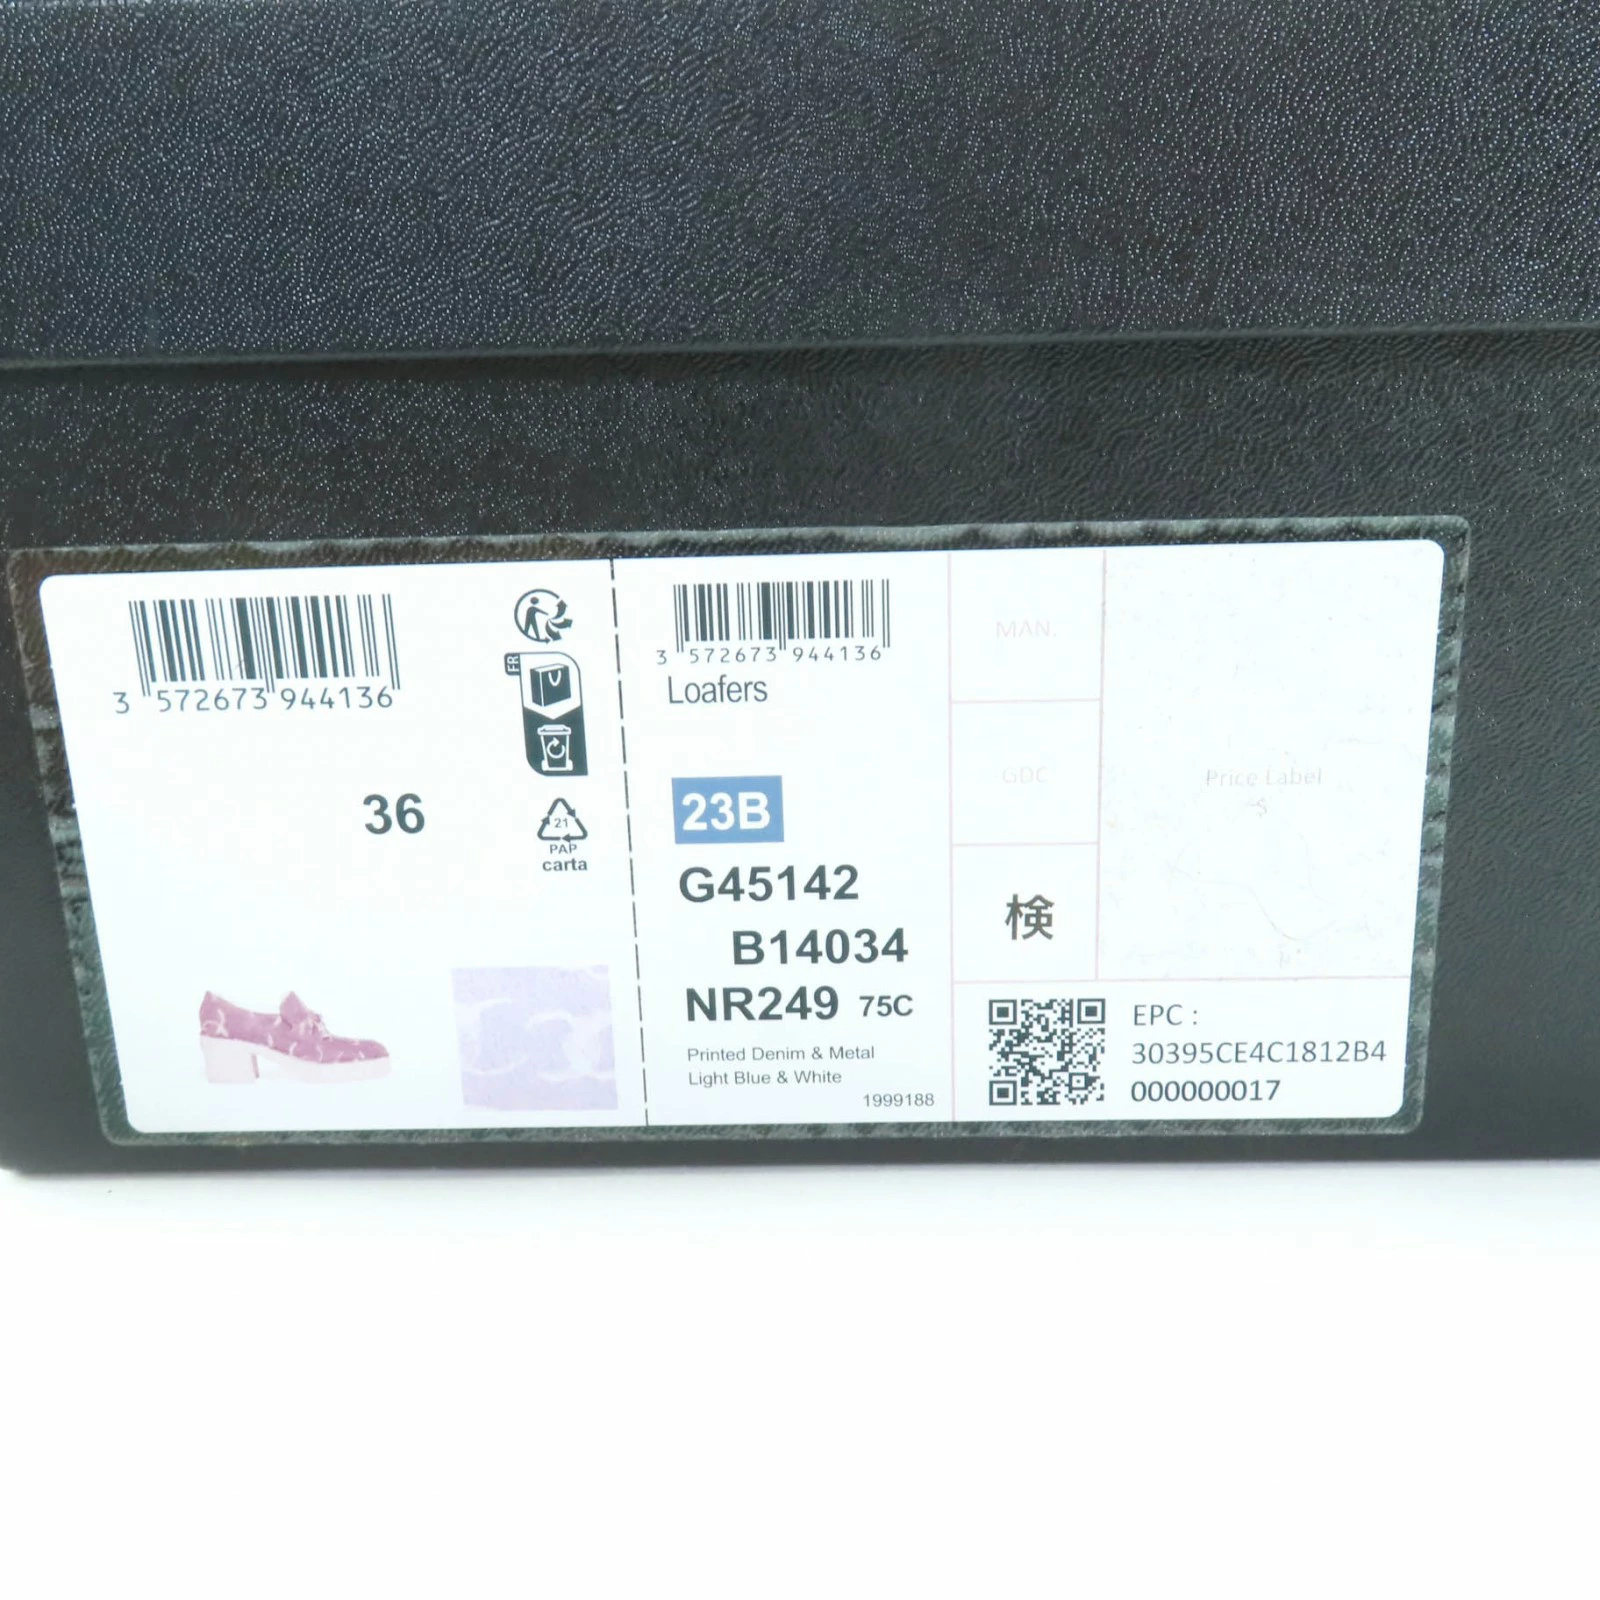 3 572673 944136
36
FR
21
PAP
carta
3 572673 944136
Loafers
23B
G45142
B14034
NR249 75C
Printed Denim & Metal
Light Blue & White
1999188
MAN.
GDC
検
Price Label
S
EPC :
30395CE4C1812B4
000000017